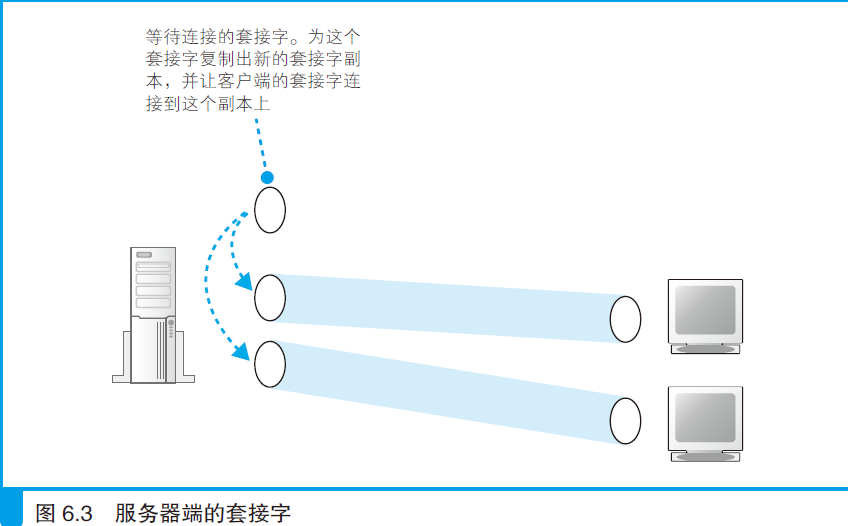 等待连接的套接字。为这个
套接字复制出新的套接字副
本，并让客户端的套接字连
接到这个副本上
图 6.3 服务器端的套接字